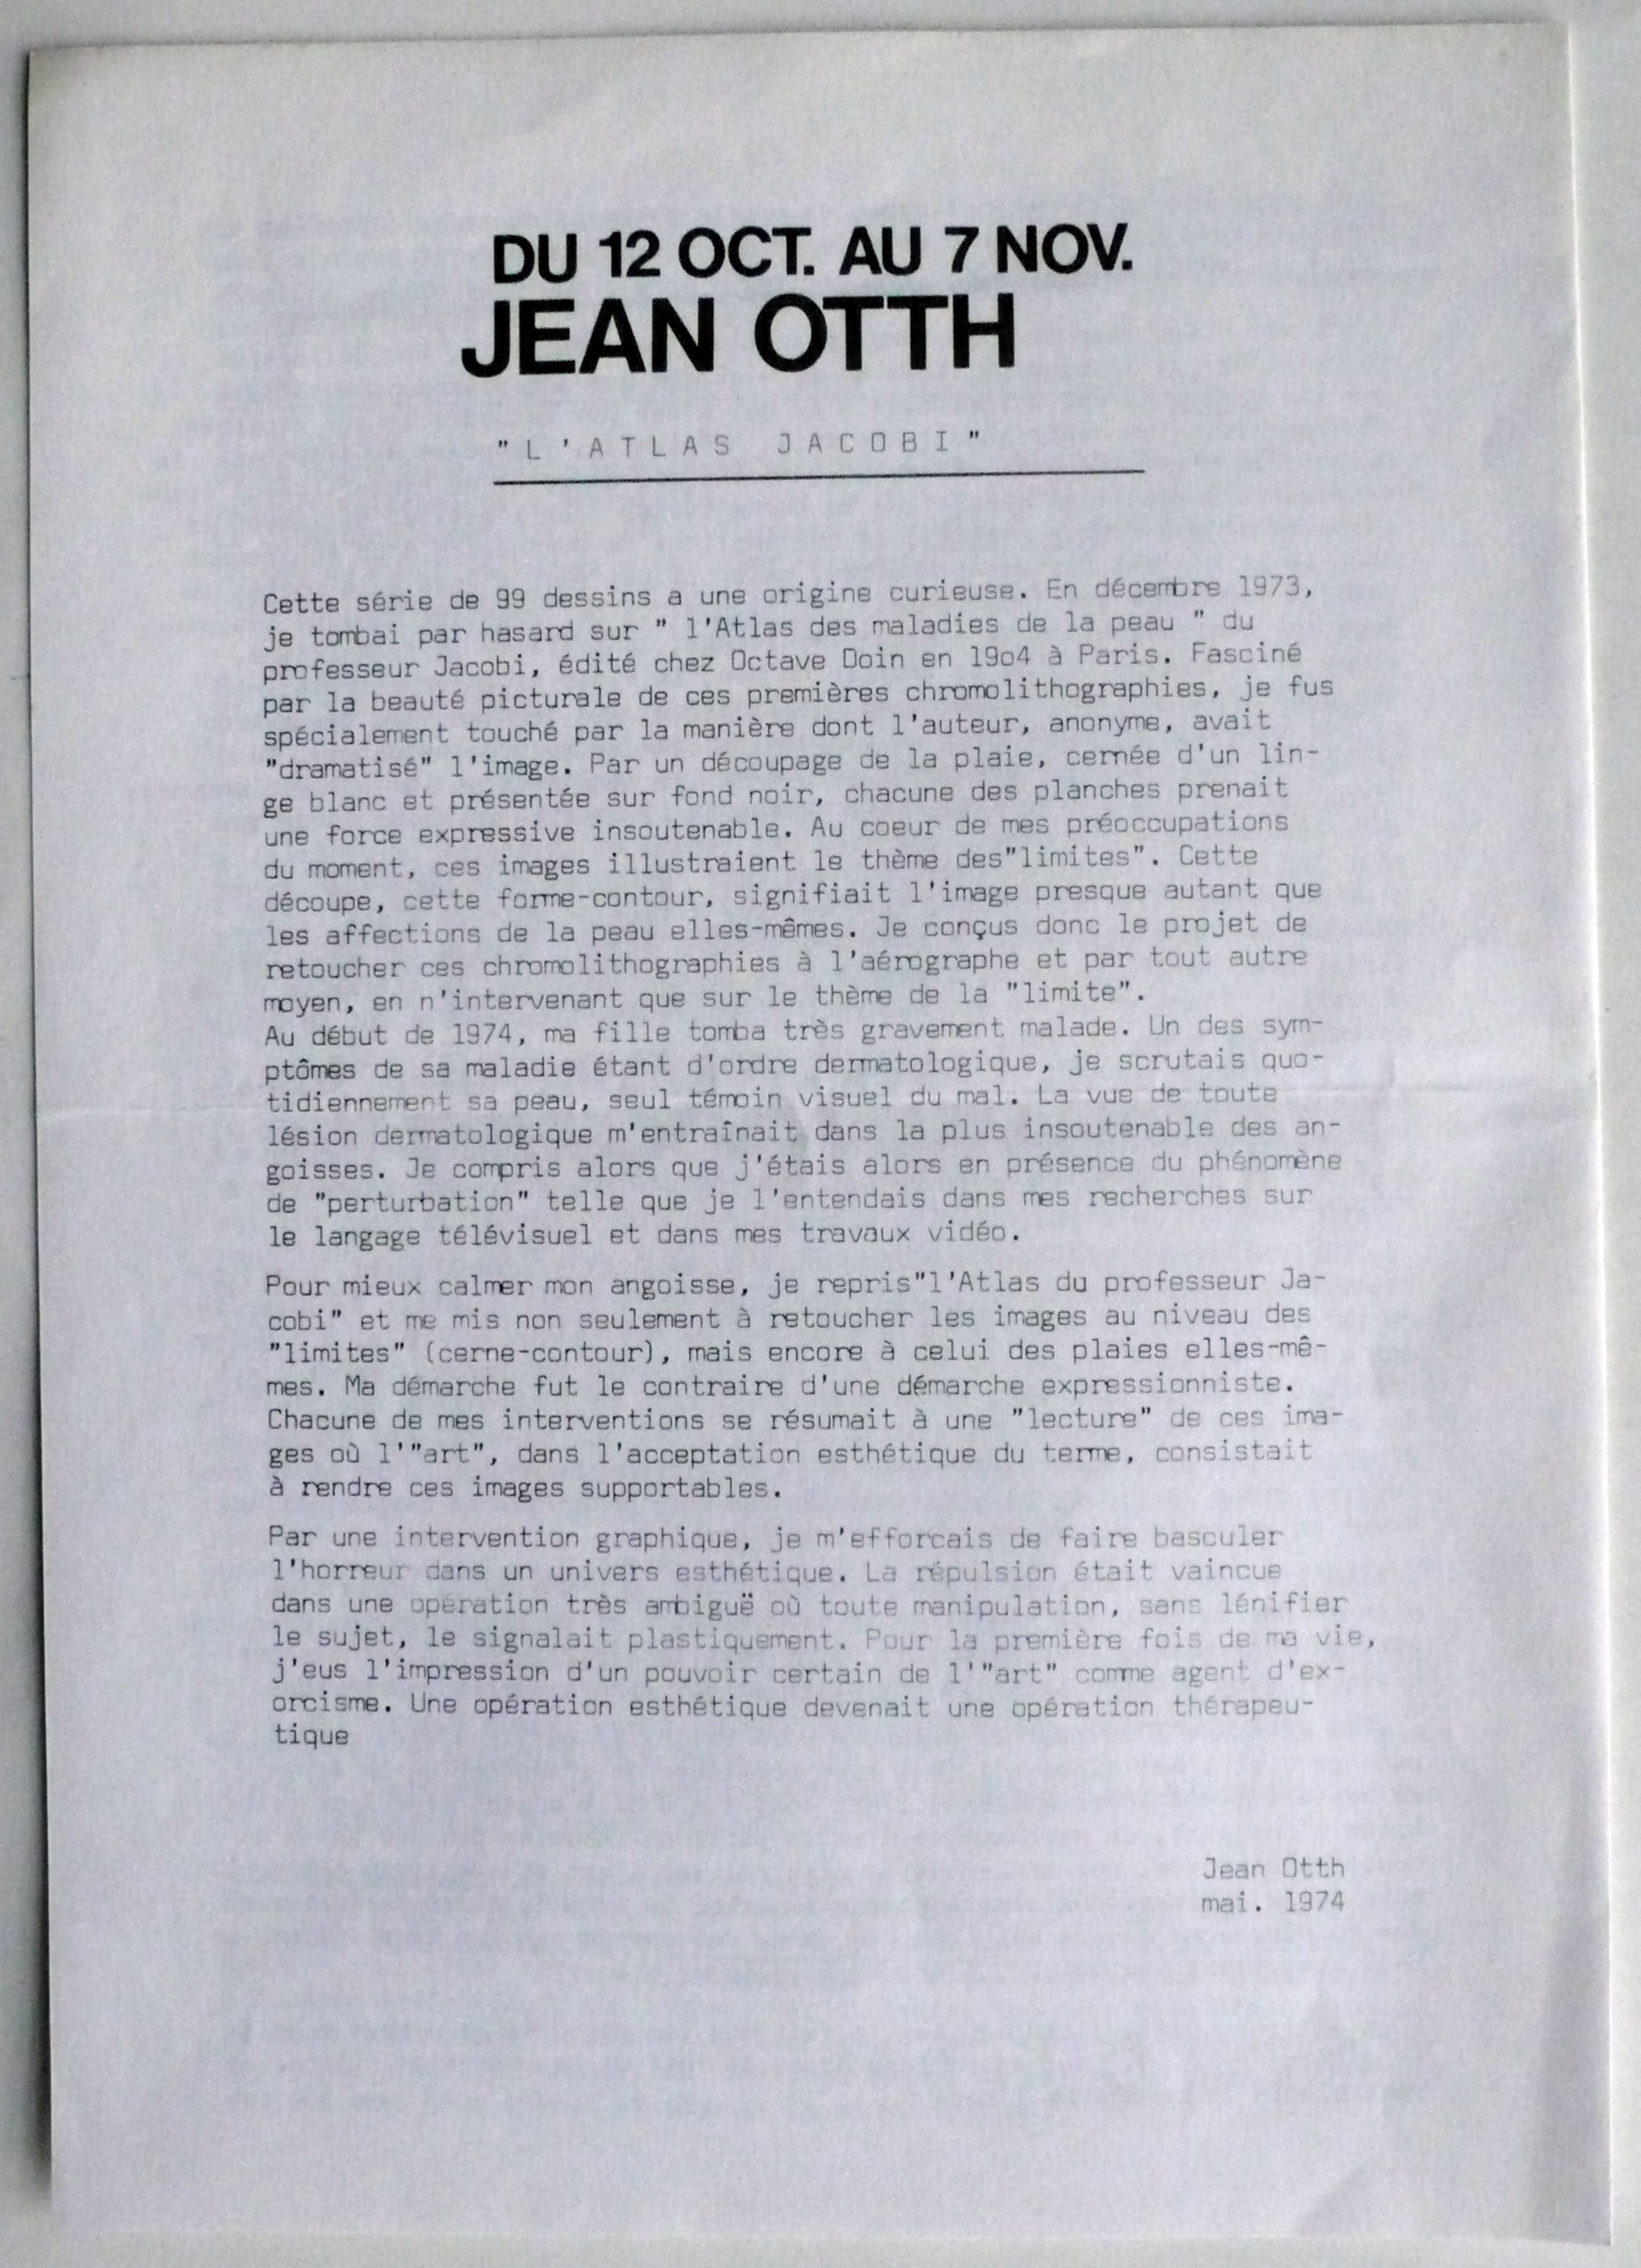 DU 12 OCT. AU 7 NOV.
JEAN OTTH
"L'ATLAS JACOBI"
Cette série de 99 dessins a une origine curieuse. En décembre 1973,
je tombai par hasard sur " l'Atlas des maladies de la peau " du
professeur Jacobi, édité chez Octave Doin en 19o4 à Paris. Fasciné
par la beauté picturale de ces premières chromolithographies, je fus
spécialement touché par la manière dont l'auteur, anonyme, avait
"dramatisé" l'image. Par un découpage de la plaie, cernée d'un lin-
ge blanc et présentée sur fond noir, chacune des planches prenait
une force expressive insoutenable. Au coeur de mes préoccupations
du moment, ces images illustraient le thème des"limites". Cette
découpe, cette forme-contour, signifiait l'image presque autant que
les affections de la peau elles-mêmes. Je conçus donc le projet de
retoucher ces chromolithographies à l'aérographe et par tout autre
moyen, en n'intervenant que sur le thème de la "limite".
Au début de 1974, ma fille tomba très gravement malade. Un des sym-
ptômes de sa maladie étant d'ordre dermatologique, je scrutais quo-
tidiennement sa peau, seul témoin visuel du mal. La vue de toute
lésion dermatologique m'entraînait dans la plus insoutenable des an-
goisses. Je compris alors que j'étais alors en présence du phénomène
de "perturbation" telle que je l'entendais dans mes recherches sur
le langage télévisuel et dans mes travaux vidéo.
Pour mieux calmer mon angoisse, je repris"l'Atlas du professeur Ja-
cobi" et me mis non seulement à retoucher les images au niveau des
"limites" (cerne-contour), mais encore à celui des plaies elles-mê-
mes. Ma démarche fut le contraire d'une démarche expressionniste.
Chacune de mes interventions se résumait à une "lecture" de ces ima-
ges où l'"art", dans l'acceptation esthétique du terme, consistait
à rendre ces images supportables.
Par une intervention graphique, je m'efforcais de faire basculer
l'horreur dans un univers esthétique. La répulsion était vaincue
dans une opération très ambiguë où toute manipulation, sans lénifier
le sujet, le signalait plastiquement. Pour la première fois de ma vie,
j'eus l'impression d'un pouvoir certain de l'"art" comme agent d'ex-
orcisme. Une opération esthétique devenait une opération thérapeu-
tique
Jean Otth
mai. 1974